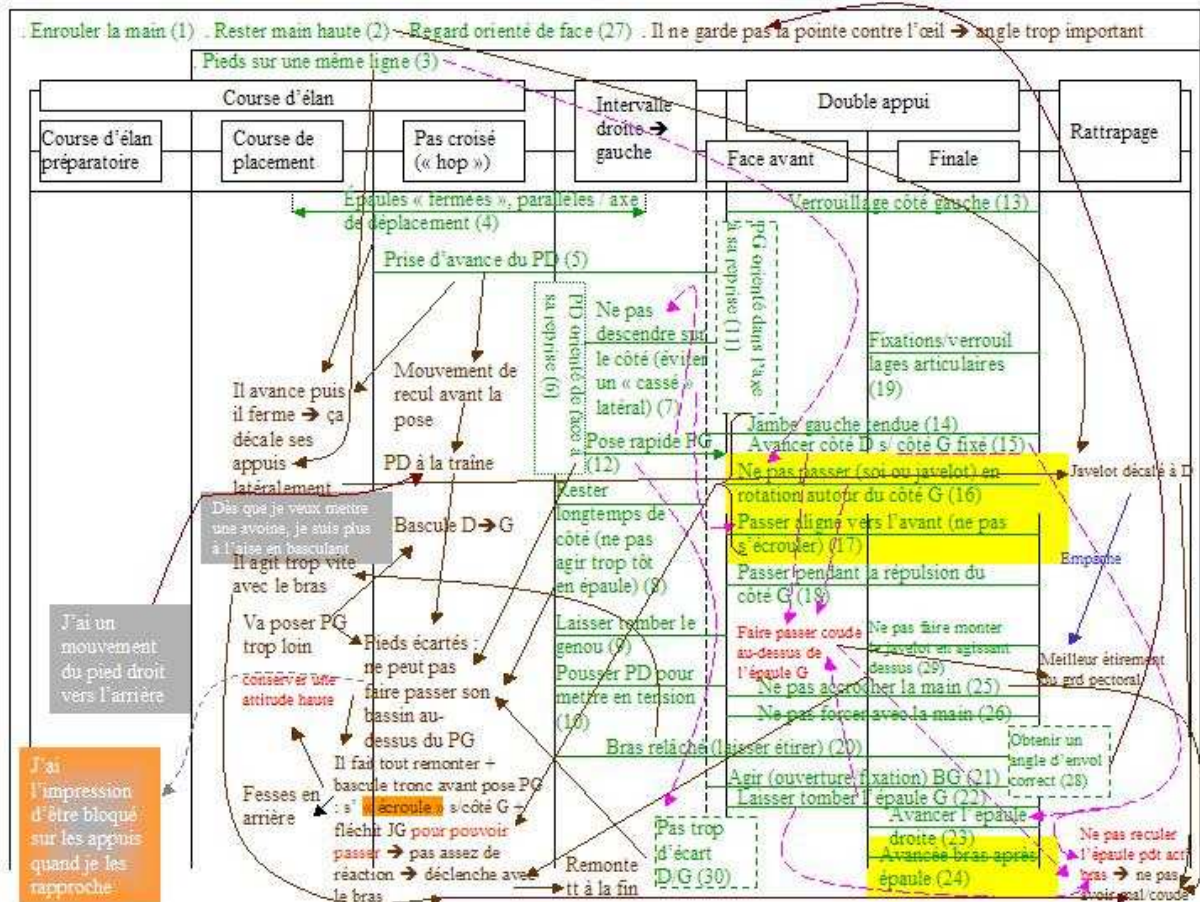 . Enrouler la main (1) . Rester main haute (2) . Regard orienté de face (27) . Il ne garde pas la pointe contre l'œil ➔ angle trop important
. Pieds sur une même ligne (3)
Course d'élan
Intervalle
droite ➔
gauche
Double appui
Rattrapage
Course d'élan
préparatoire
Course de
placement
Pas croisé
(« hop »)
Face avant
Finale
Épaules « fermées », parallèles / axe
de déplacement (4)
Verrouillage côté gauche (13)
Prise d'avance du PD (5)
PD orienté de face à
sa reprise (6)
PG orienté dans l'axe
à sa reprise (11)
Ne pas
descendre sur
le côté (éviter
un « cassé »
latéral) (7)
Fixations/verrouil
lages articulaires
(19)
Il avance puis
il ferme ➔ ça
décale ses
appuis
latéralement
Mouvement de
recul avant la
pose
PD à la traîne
Bascule D➔G
Pose rapide PG
(12)
Jambe gauche tendue (14)
Avancer côté D s/ côté G fixé (15)
Ne pas passer (soi ou javelot) en
rotation autour du côté G (16)
Passer aligné vers l'avant (ne pas
s'écrouler) (17)
Passer pendant la répulsion du
côté G (18)
Javelot décalé à D
Empêche
Meilleur étirement
du grd pectoral
Dès que je veux mettre
une avoine, je suis plus
à l'aise en basculant
Il agit trop vite
avec le bras
Rester
longtemps de
côté (ne pas
agir trop tôt
en épaule) (8)
Laisser tomber le
genou (9)
Pousser PD pour
mettre en tension
(10)
J'ai un
mouvement
du pied droit
vers l'arrière
Va poser PG
trop loin
conserver une
attitude haute
Pieds écartés :
ne peut pas
faire passer son
bassin au-
dessus du PG
Faire passer coude
au-dessus de
l'épaule G
Ne pas faire monter
le javelot en agissant
dessus (29)
Ne pas accrocher la main (25)
Ne pas forcer avec la main (26)
Bras relâché (laisser étirer) (20)
Obtenir un
angle d'envol
correct (28)
Agir (ouverture, fixation) BG (21)
Laisser tomber l'épaule G (22)
Avancer l'épaule
droite (23)
Avancée bras après
épaule (24)
J'ai
l'impression
d'être bloqué
sur les appuis
quand je les
rapproche
Fesses en
arrière
Il fait tout remonter +
bascule tronc avant pose PG
: s' « écroule » s/côté G +
fléchit JG pour pouvoir
passer ➔ pas assez de
réaction ➔ déclenche avec
le bras
Remonte
tt à la fin
Pas trop
d'écart
D/G (30)
Ne pas reculer
l'épaule pdt act°
bras ➔ ne pas
avoir mal/coude